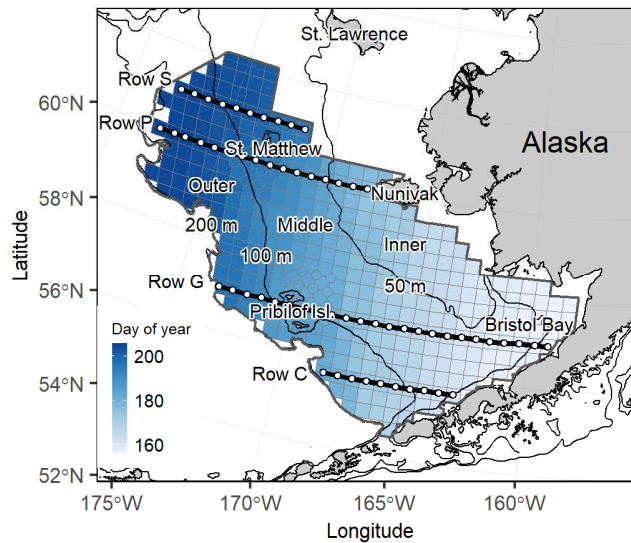 St. Lawrence
Row S
60°N
Row P
Alaska
St. Matthew
Outer
Nunivak
58°N
200 m
Middle
Inner
Latitude
100 m
56°N
Row G
50 m
Pribilof Isl.
Bristol Bay
Day of year
200
54°N
Row C
180
160
52°N
175°W
170°W
165°W
160°W
Longitude